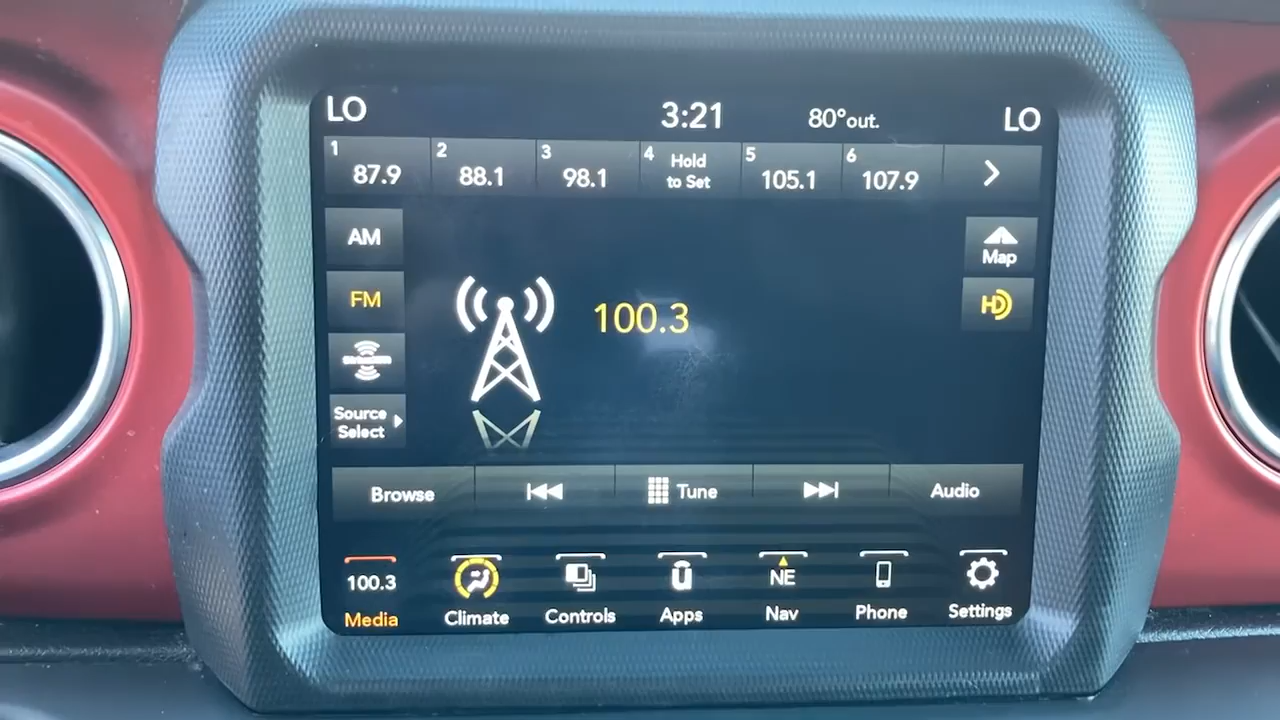 LO 3:21 80°out. LO
1 87.9 2 88.1 3 98.1 4 Hold to Set 5 105.1 6 107.9
AM
Map
FM
100.3
HD
SiriusXM
Source
Select
Browse Tune Audio
100.3 NE
Media Climate Controls Apps Nav Phone Settings